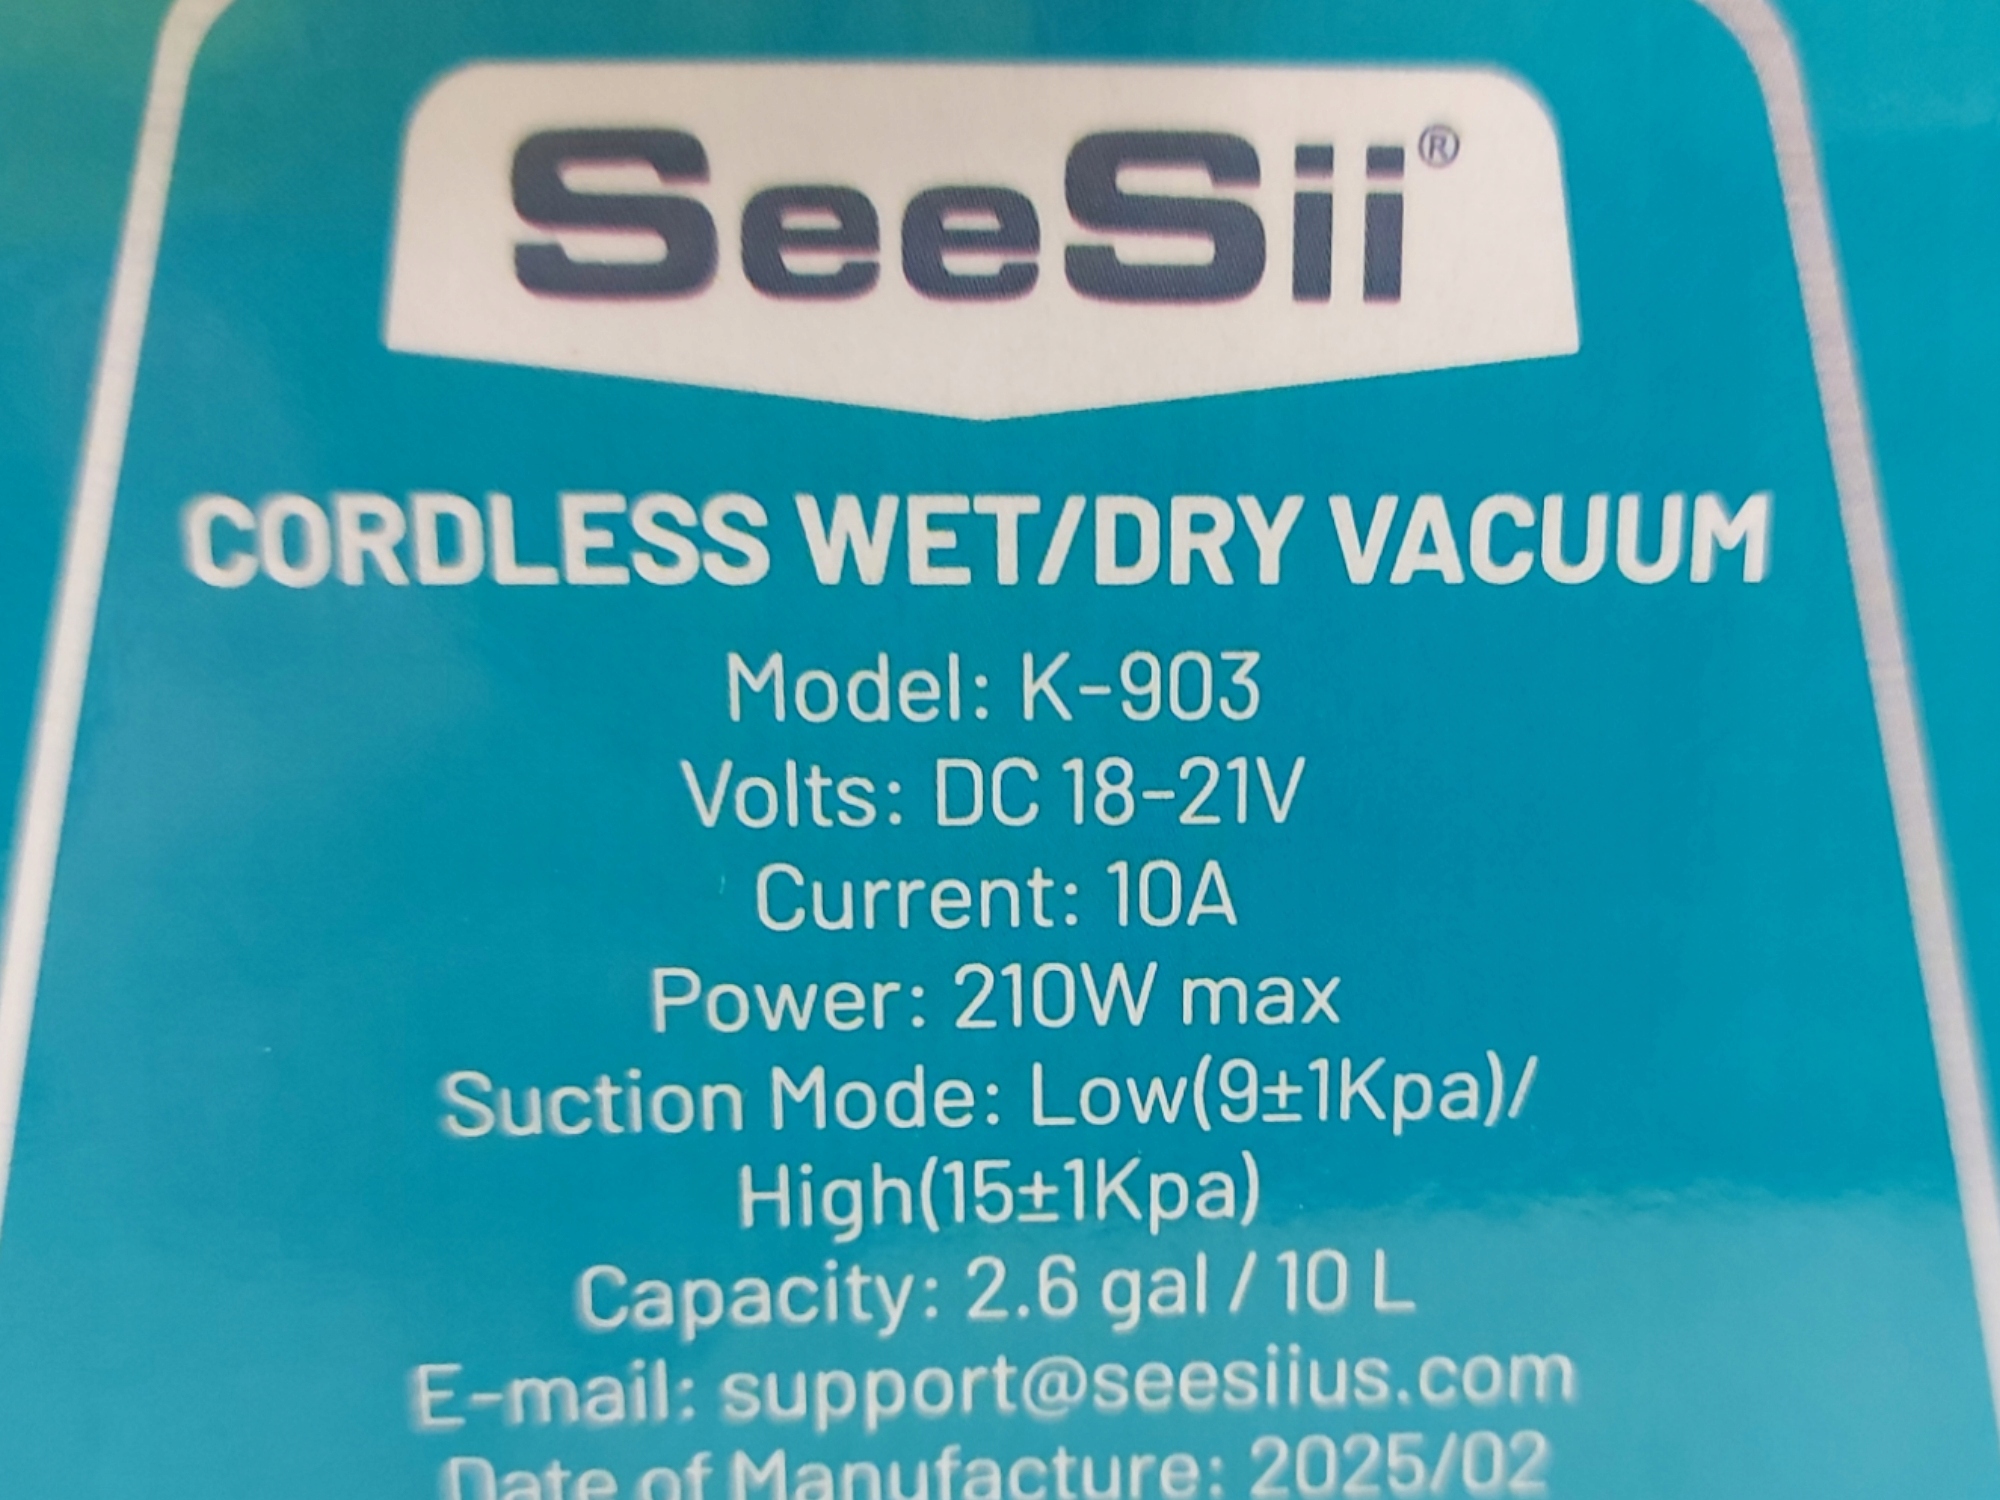 SeeSii®
CORDLESS WET/DRY VACUUM
Model: K-903
Volts: DC 18-21V
Current: 10A
Power: 210W max
Suction Mode: Low(9±1Kpa)/
High(15±1Kpa)
Capacity: 2.6 gal / 10 L
E-mail: support@seesiius.com
Date of Manufacture: 2025/02